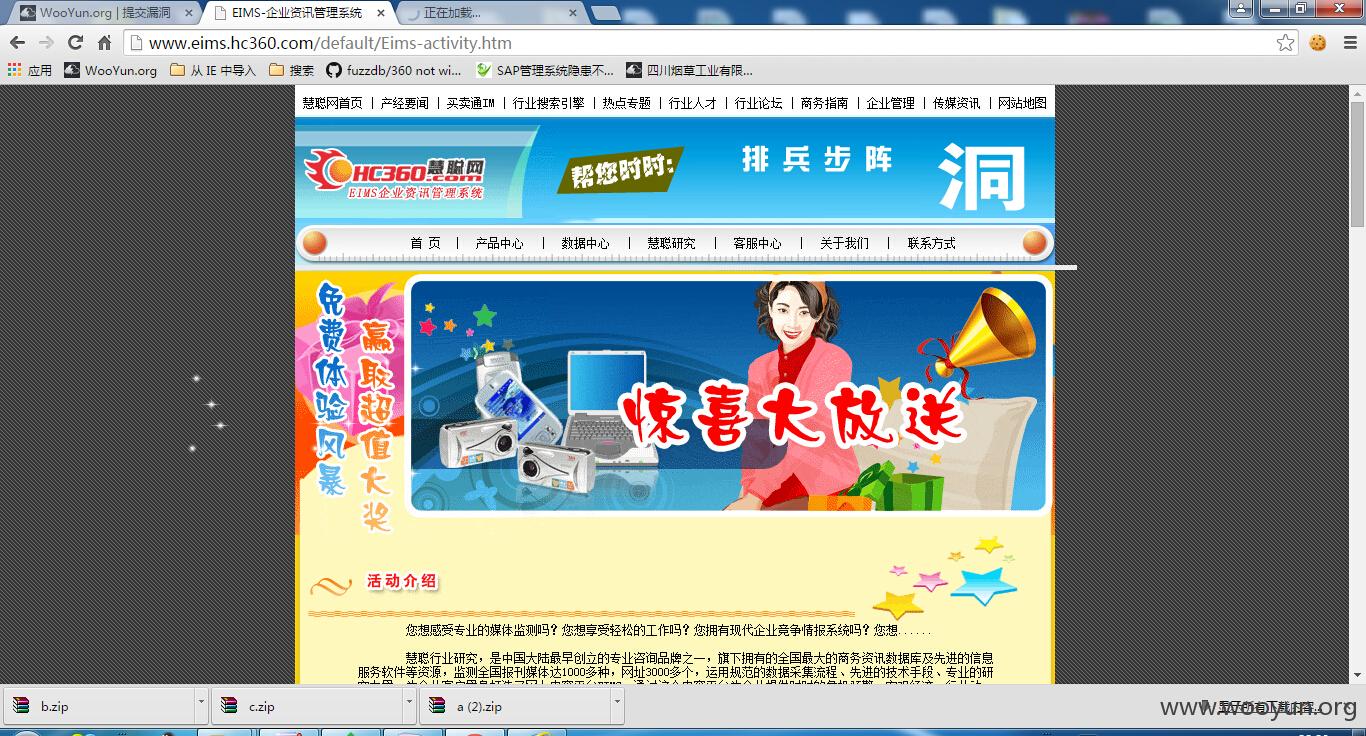 WooYun.org | 提交漏洞
EIMS-企业资讯管理系统
正在加载...
www.eims.hc360.com/default/Eims-activity.htm
应用
WooYun.org
从 IE 中导入
搜索
fuzzdb/360 not wi...
SAP管理系统隐患不...
四川烟草工业有限...
慧聪网首页 | 产经要闻 | 买卖通IM | 行业搜索引擎 | 热点专题 | 行业人才 | 行业论坛 | 商务指南 | 企业管理 | 传媒资讯 | 网站地图
HC360慧聪网
.com
EIMS企业资讯管理系统
帮您时时:
排兵步阵
洞
首 页 | 产品中心 | 数据中心 | 慧聪研究 | 客服中心 | 关于我们 | 联系方式
免费体验风暴
赢取超值大奖
惊喜大放送
活动介绍
您想感受专业的媒体监测吗？您想享受轻松的工作吗？您拥有现代企业竞争情报系统吗？您想......
慧聪行业研究，是中国大陆最早创立的专业咨询品牌之一，旗下拥有的全国最大的商务资讯数据库及先进的信息
服务软件等资源，监测全国报刊媒体达1000多种，网址3000多个，运用规范的数据采集流程、先进的技术手段、专业的研
b.zip
c.zip
a (2).zip
www.wooyun.org